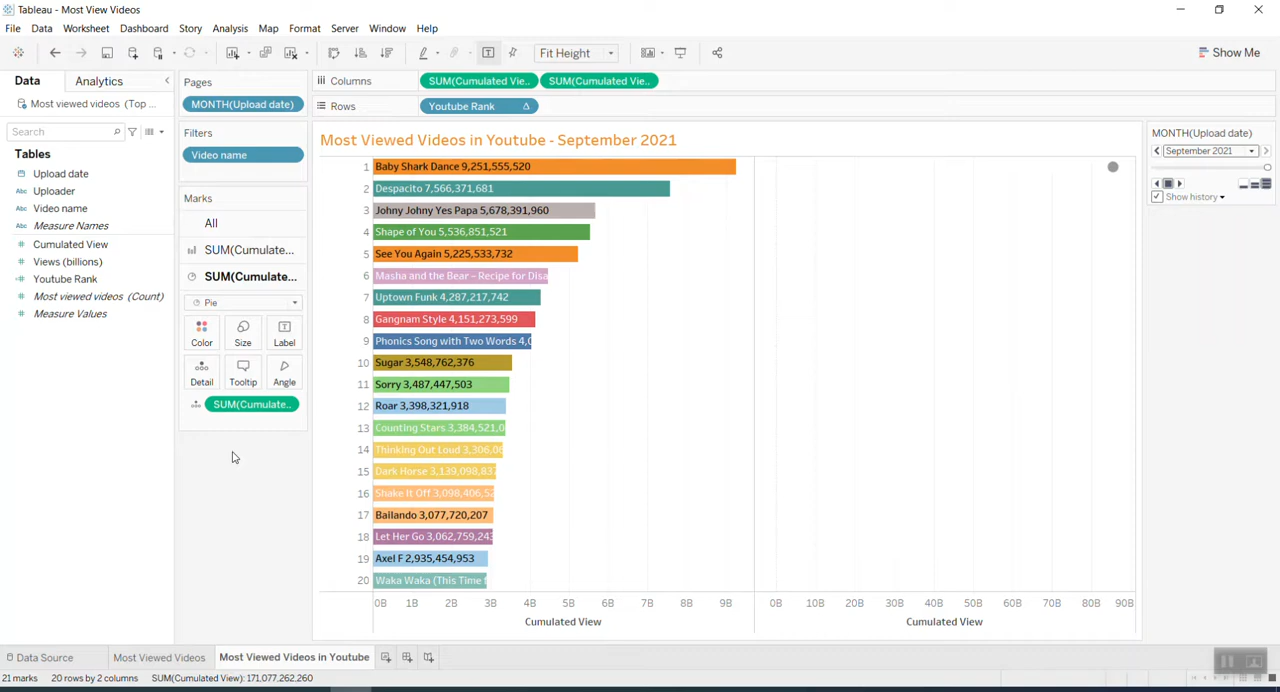 Tableau - Most View Videos
File Data Worksheet Dashboard Story Analysis Map Format Server Window Help
Fit Height
Show Me
Data Analytics
Most viewed videos (Top ...
Search
Tables
Upload date
Uploader
Video name
Measure Names
Cumulated View
Views (billions)
Youtube Rank
Most viewed videos (Count)
Measure Values
Pages
MONTH(Upload date)
Filters
Video name
Marks
All
SUM(Cumulate...
SUM(Cumulate...
Pie
Color Size Label
Detail Tooltip Angle
SUM(Cumulate..
Columns SUM(Cumulated Vie.. SUM(Cumulated Vie..
Rows Youtube Rank
Most Viewed Videos in Youtube - September 2021
1 Baby Shark Dance 9,251,555,520
2 Despacito 7,566,371,681
3 Johny Johny Yes Papa 5,678,391,960
4 Shape of You 5,536,851,521
5 See You Again 5,225,533,732
6 Masha and the Bear – Recipe for Disa
7 Uptown Funk 4,287,217,742
8 Gangnam Style 4,151,273,599
9 Phonics Song with Two Words 4,0
10 Sugar 3,548,762,376
11 Sorry 3,487,447,503
12 Roar 3,398,321,918
13 Counting Stars 3,384,521,0
14 Thinking Out Loud 3,306,08
15 Dark Horse 3,139,098,837
16 Shake It Off 3,098,406,52
17 Bailando 3,077,720,207
18 Let Her Go 3,062,759,243
19 Axel F 2,935,454,953
20 Waka Waka (This Time f
0B 1B 2B 3B 4B 5B 6B 7B 8B 9B 0B 10B 20B 30B 40B 50B 60B 70B 80B 90B
Cumulated View Cumulated View
MONTH(Upload date)
September 2021
Show history
Data Source Most Viewed Videos Most Viewed Videos in Youtube
21 marks 20 rows by 2 columns SUM(Cumulated View): 171,077,262,260